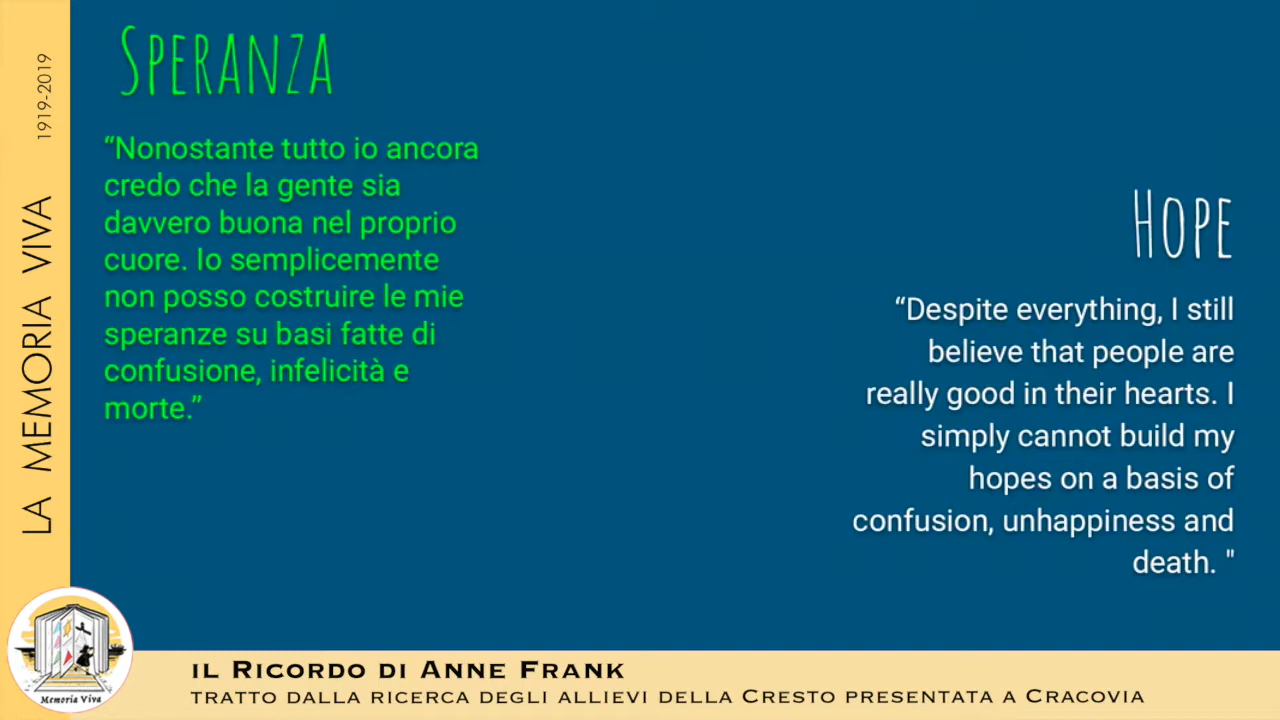 1919-2019
LA MEMORIA VIVA
SPERANZA
“Nonostante tutto io ancora
credo che la gente sia
davvero buona nel proprio
cuore. Io semplicemente
non posso costruire le mie
speranze su basi fatte di
confusione, infelicità e
morte.”
HOPE
“Despite everything, I still
believe that people are
really good in their hearts. I
simply cannot build my
hopes on a basis of
confusion, unhappiness and
death. "
Memoria Viva
IL RICORDO DI ANNE FRANK
TRATTO DALLA RICERCA DEGLI ALLIEVI DELLA CRESTO PRESENTATA A CRACOVIA